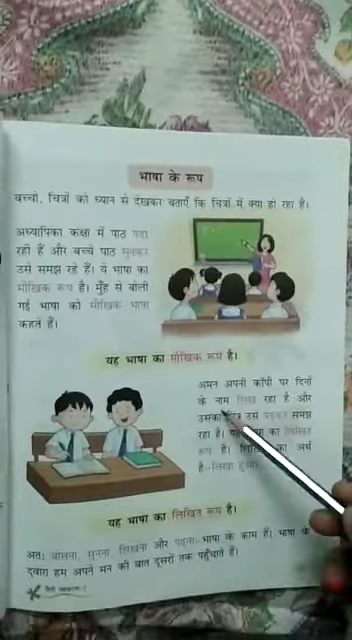 भाषा के रूप
बच्चो, चित्रों को ध्यान से देखकर बताएँ कि चित्रों में क्या हो रहा है।
अध्यापिका कक्षा में पाठ पढ़ा
रही हैं और बच्चे पाठ सुनकर
उसे समझ रहे हैं। ये भाषा का
मौखिक रूप है। मुँह से बोली
गई भाषा को मौखिक भाषा
कहते हैं।
यह भाषा का मौखिक रूप है।
अमन अपनी कॉपी पर दिनों
के नाम लिख रहा है और
उसका उसे पढ़कर समझ
रहा है। भाषा का लिखित
रूप है। का अर्थ
है–लिखा हुआ।
यह भाषा का लिखित रूप है।
अतः बोलना, सुनना, लिखना और पढ़ना–भाषा के काम हैं। भाषा के
द्वारा हम अपने मन की बात दूसरों तक पहुँचाते हैं।
हिंदी व्याकरण-